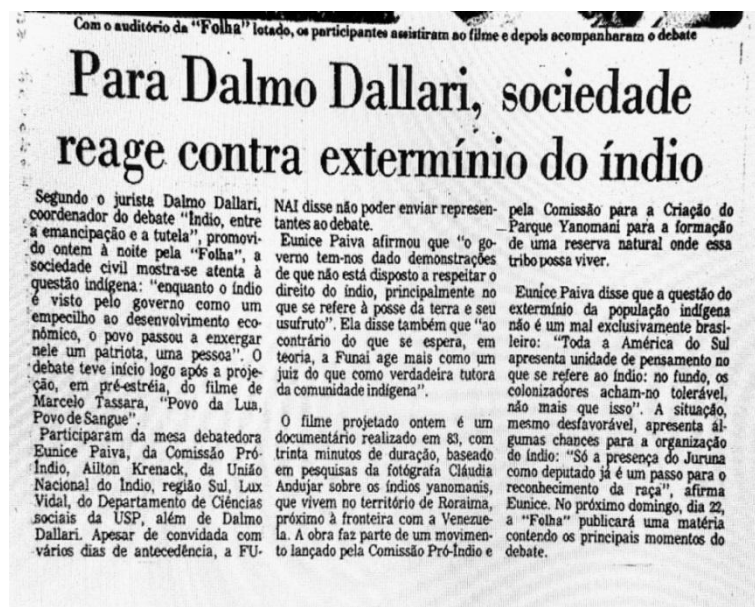 Com o auditório da "Folha" lotado, os participantes assistiram ao filme e depois acompanharam o debate
Para Dalmo Dallari, sociedade
reage contra extermínio do índio
Segundo o jurista Dalmo Dallari,
coordenador do debate "Índio, entre
a emancipação e a tutela", promovi-
do ontem à noite pela "Folha", a
sociedade civil mostra-se atenta à
questão indígena: "enquanto o índio
é visto pelo governo como um
empecilho ao desenvolvimento eco-
nômico, o povo passou a enxergar
nele um patriota, uma pessoa". O
debate teve início logo após a proje-
ção, em pré-estréia, do filme de
Marcelo Tassara, "Povo da Lua,
Povo de Sangue".
Participaram da mesa debatedora
Eunice Paiva, da Comissão Pró-
Índio, Ailton Krenack, da União
Nacional do Índio, região Sul, Lux
Vidal, do Departamento de Ciências
sociais da USP, além de Dalmo
Dallari. Apesar de convidada com
vários dias de antecedência, a FU-
NAI disse não poder enviar represen-
tantes ao debate.
Eunice Paiva afirmou que "o go-
verno tem-nos dado demonstrações
de que não está disposto a respeitar o
direito do índio, principalmente no
que se refere à posse da terra e seu
usufruto". Ela disse também que "ao
contrário do que se espera, em
teoria, a Funai age mais como um
juiz do que como verdadeira tutora
da comunidade indígena".
O filme projetado ontem é um
documentário realizado em 83, com
trinta minutos de duração, baseado
em pesquisas da fotógrafa Cláudia
Andujar sobre os índios yanomanis,
que vivem no território de Roraima,
próximo à fronteira com a Venezue-
la. A obra faz parte de um movimen-
to lançado pela Comissão Pró-Índio e
pela Comissão para a Criação do
Parque Yanomani para a formação
de uma reserva natural onde essa
tribo possa viver.
Eunice Paiva disse que a questão do
extermínio da população indígena
não é um mal exclusivamente brasi-
leiro: "Toda a América do Sul
apresenta unidade de pensamento no
que se refere ao índio: no fundo, os
colonizadores acham-no tolerável,
não mais que isso". A situação,
mesmo desfavorável, apresenta al-
gumas chances para a organização
do índio: "Só a presença do Juruna
como deputado já é um passo para o
reconhecimento da raça", afirma
Eunice. No próximo domingo, dia 22,
a "Folha" publicará uma matéria
contendo os principais momentos do
debate.